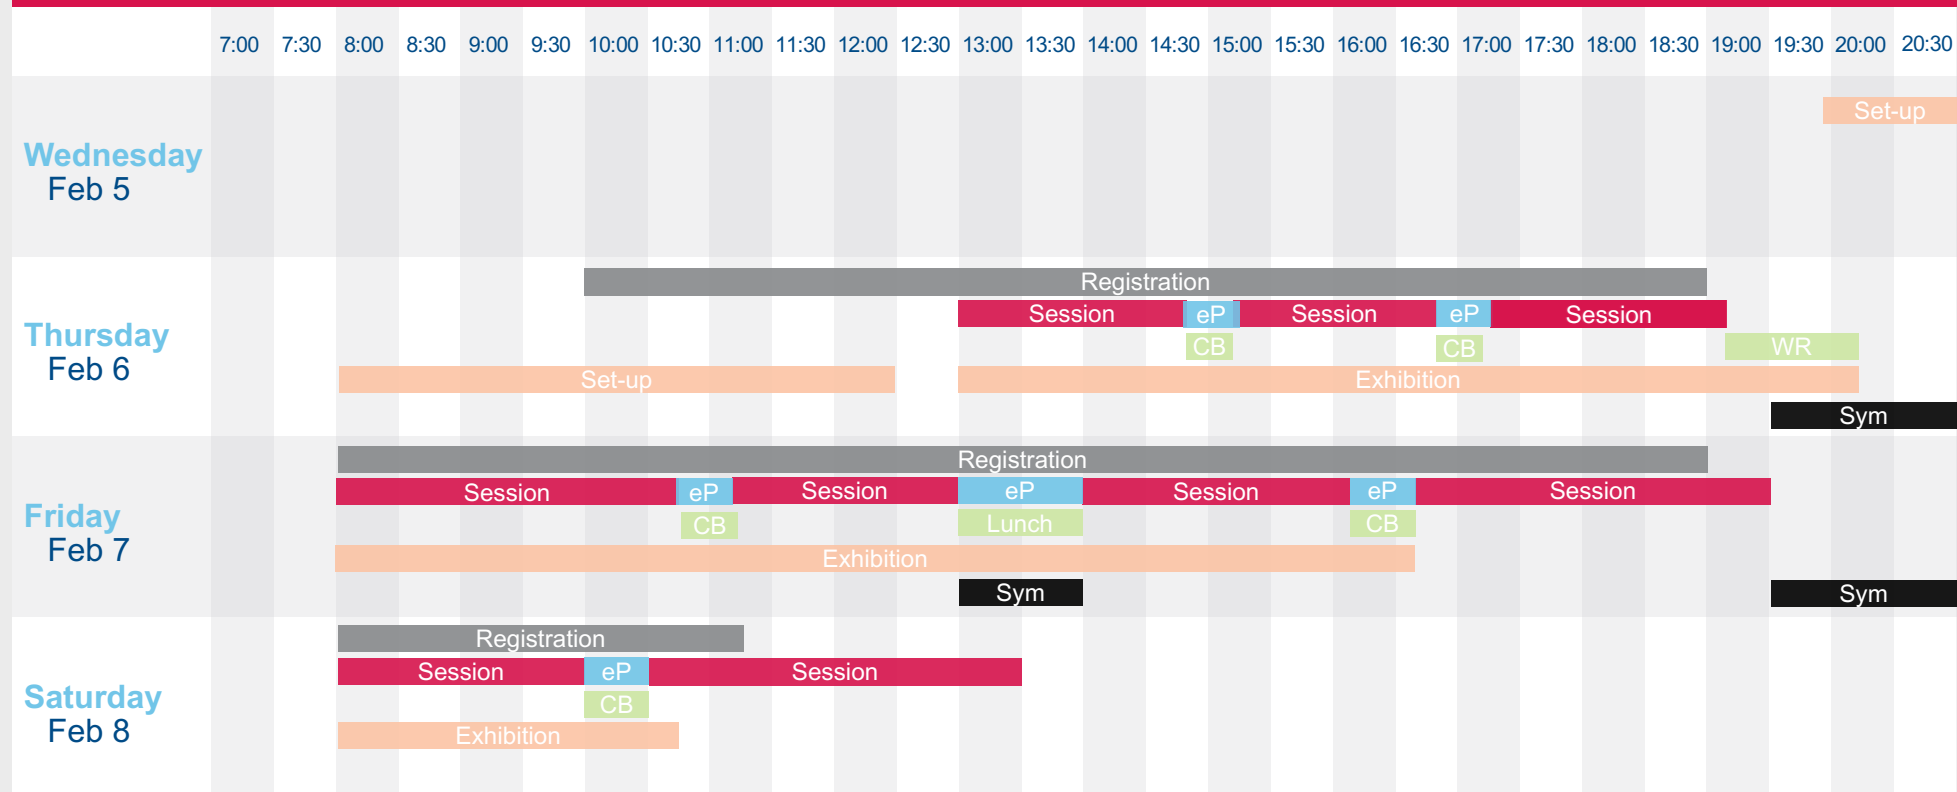 7:00 7:30 8:00 8:30 9:00 9:30 10:00 10:30 11:00 11:30 12:00 12:30 13:00 13:30 14:00 14:30 15:00 15:30 16:00 16:30 17:00 17:30 18:00 18:30 19:00 19:30 20:00 20:30
Set-up
Wednesday
Feb 5
Registration
Session eP Session eP Session
CB CB WR
Thursday
Feb 6
Set-up Exhibition
Sym
Registration
Session eP Session eP Session eP Session
CB Lunch CB
Friday
Feb 7
Exhibition
Sym Sym
Registration
Session eP Session
CB
Saturday
Feb 8
Exhibition